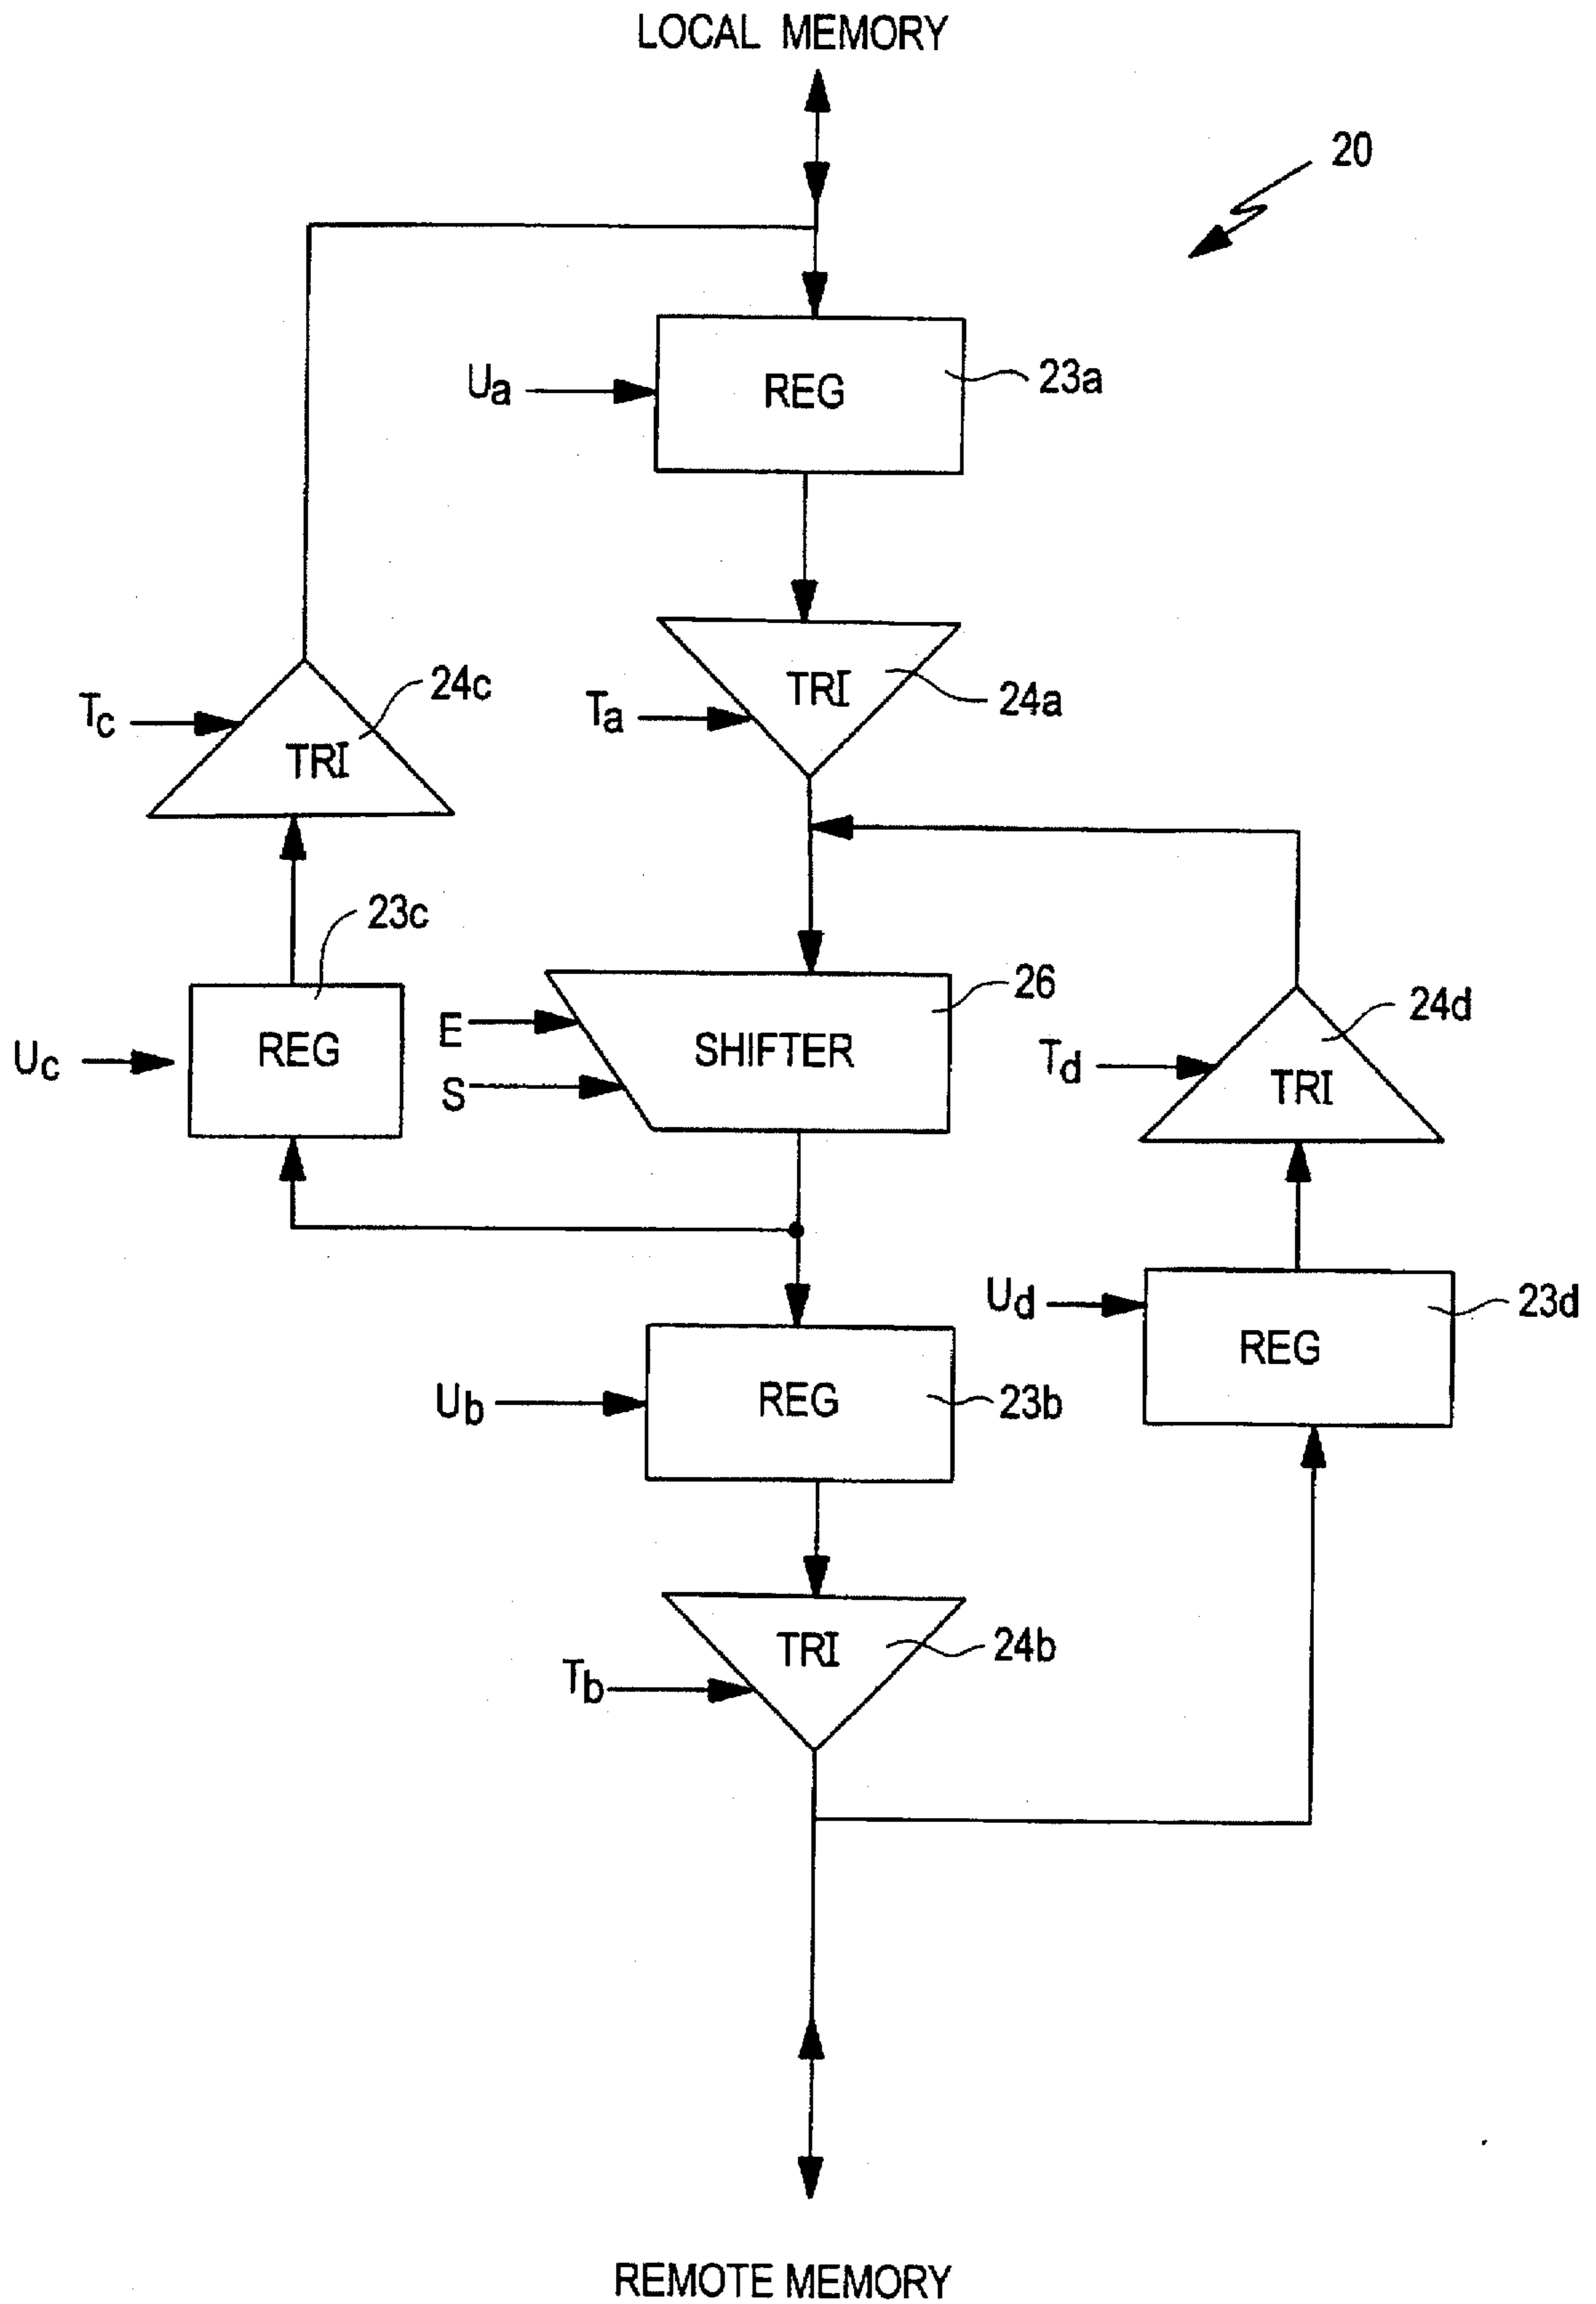 LOCAL MEMORY
20
Ua
REG
23a
Tc
24c
TRI
Ta
TRI
24a
23c
Uc
REG
E
S
SHIFTER
26
Td
24d
TRI
Ud
REG
23d
Ub
REG
23b
Tb
TRI
24b
REMOTE MEMORY